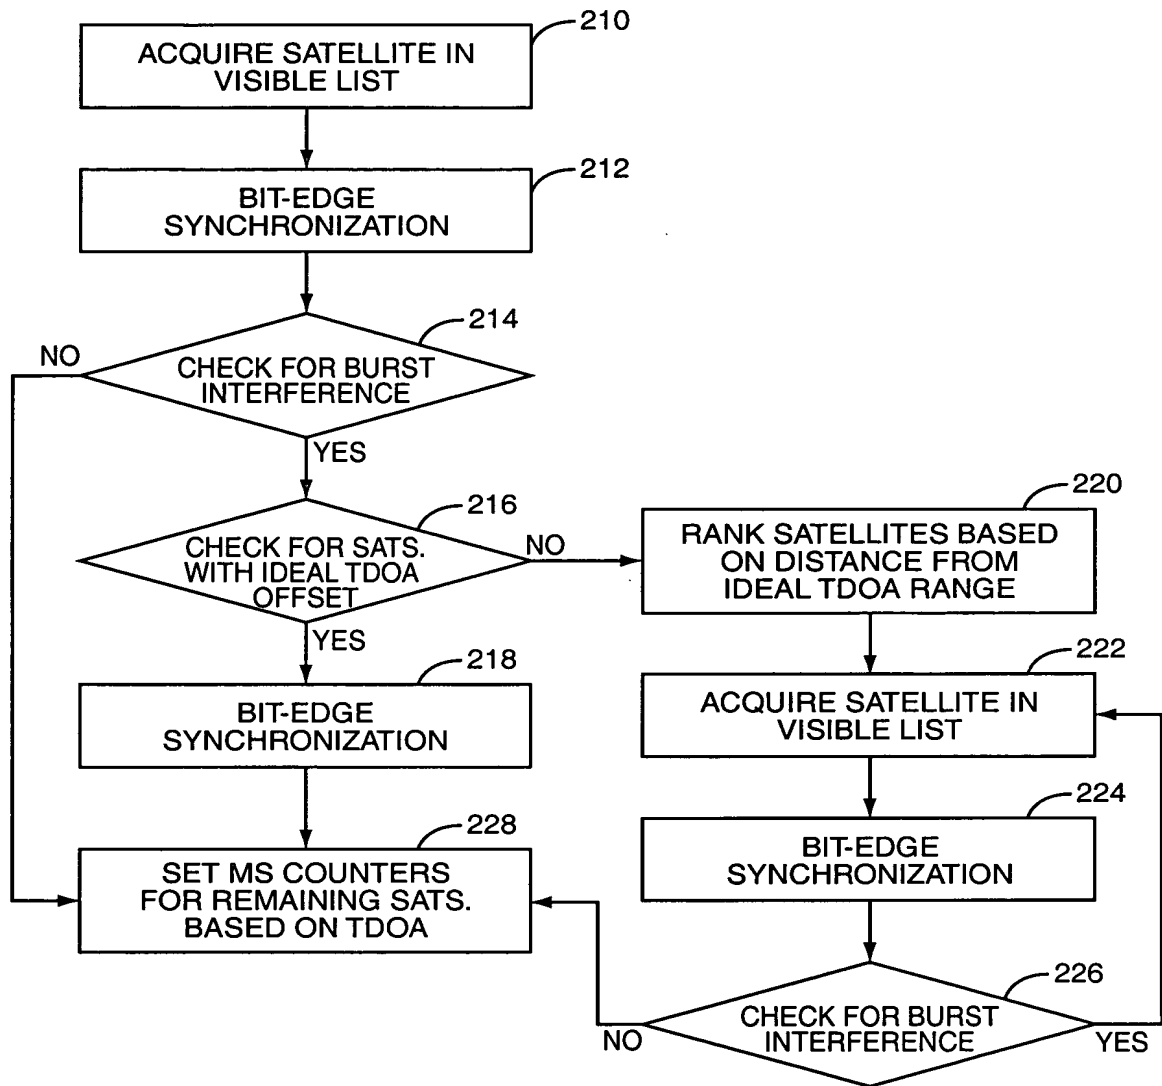 210
ACQUIRE SATELLITE IN
VISIBLE LIST
212
BIT-EDGE
SYNCHRONIZATION
214
NO
CHECK FOR BURST
INTERFERENCE
YES
216
CHECK FOR SATS.
WITH IDEAL TDOA
OFFSET
NO
YES
220
RANK SATELLITES BASED
ON DISTANCE FROM
IDEAL TDOA RANGE
218
BIT-EDGE
SYNCHRONIZATION
222
ACQUIRE SATELLITE IN
VISIBLE LIST
224
BIT-EDGE
SYNCHRONIZATION
228
SET MS COUNTERS
FOR REMAINING SATS.
BASED ON TDOA
226
CHECK FOR BURST
INTERFERENCE
NO
YES